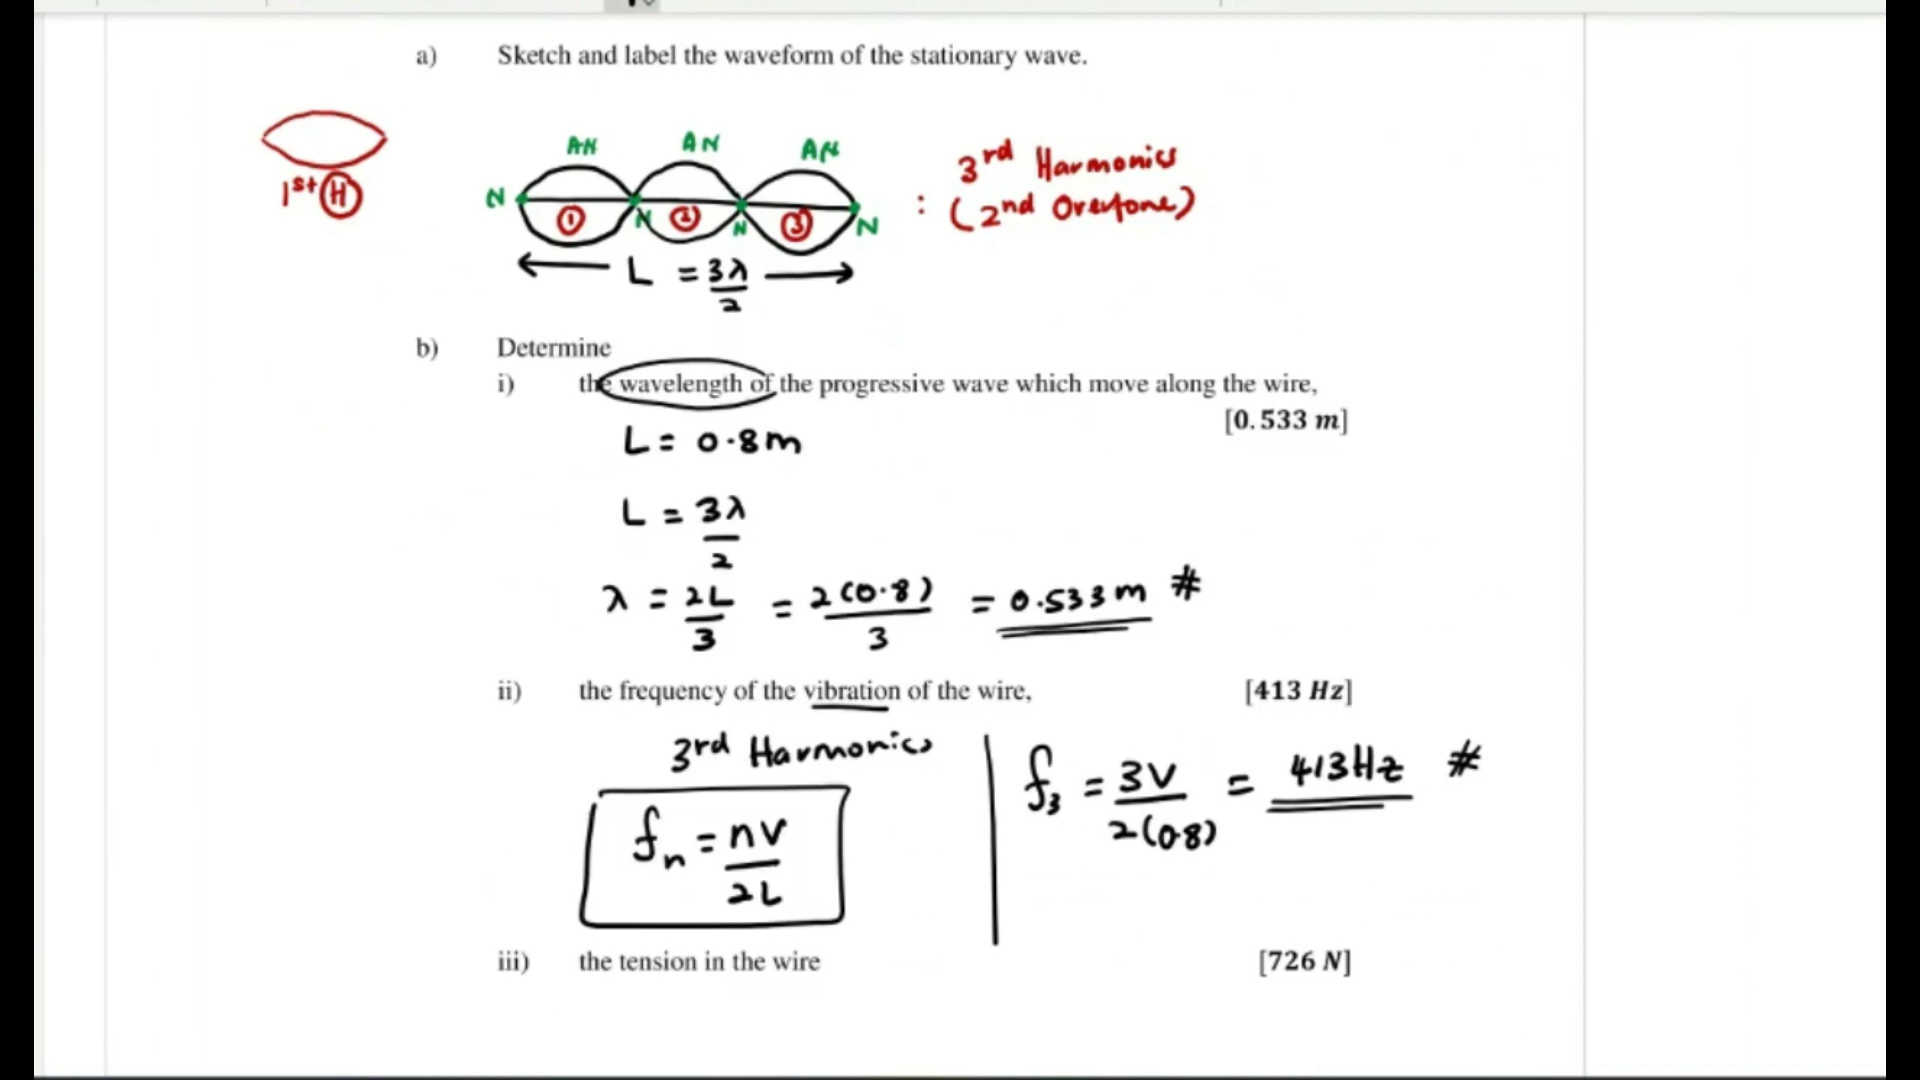 a) Sketch and label the waveform of the stationary wave.
AN AN AN
N N N N
① ② ③
1st Ⓗ
: 3rd Harmonics
(2nd Overtone)
L = 3λ/2
b) Determine
i) the wavelength of the progressive wave which move along the wire,
[0.533 m]
L = 0.8m
L = 3λ/2
λ = 2L/3 = 2(0.8)/3 = 0.533m #
ii) the frequency of the vibration of the wire, [413 Hz]
3rd Harmonics
fn = nv/2L
f3 = 3V/2(0.8) = 413Hz #
iii) the tension in the wire [726 N]